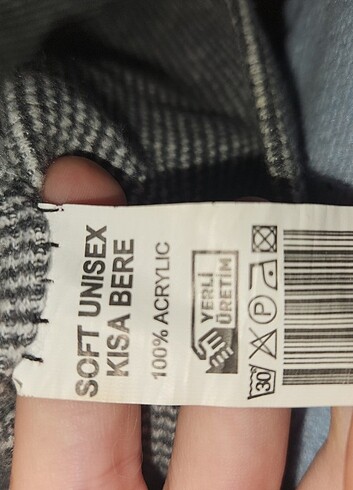 SOFT UNISEX
KISA BERE
100% ACRYLIC
YERLİ
ÜRETİM
30
P